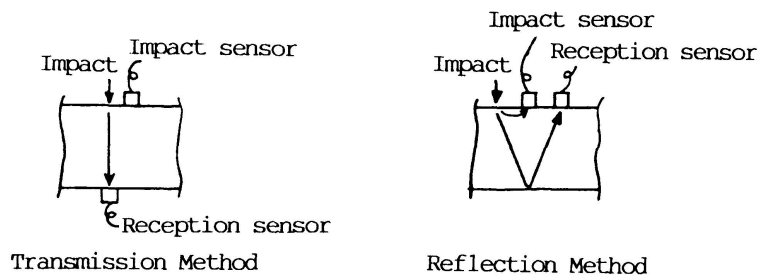 Impact sensor
Impact
Reception sensor
Transmission Method
Impact sensor
Reception sensor
Impact
Reflection Method